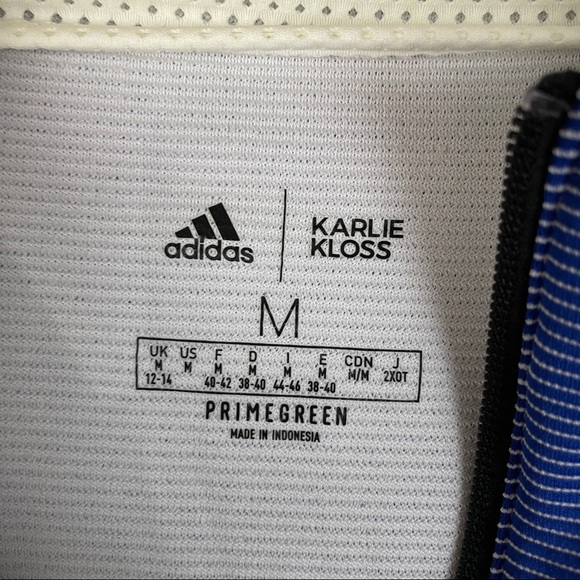 adidas
KARLIE
KLOSS
M
UK US F D I E CDN J
M M M M M M M/M 2XOT
12-14 40-42 38-40 44-46 38-40
PRIMEGREEN
MADE IN INDONESIA